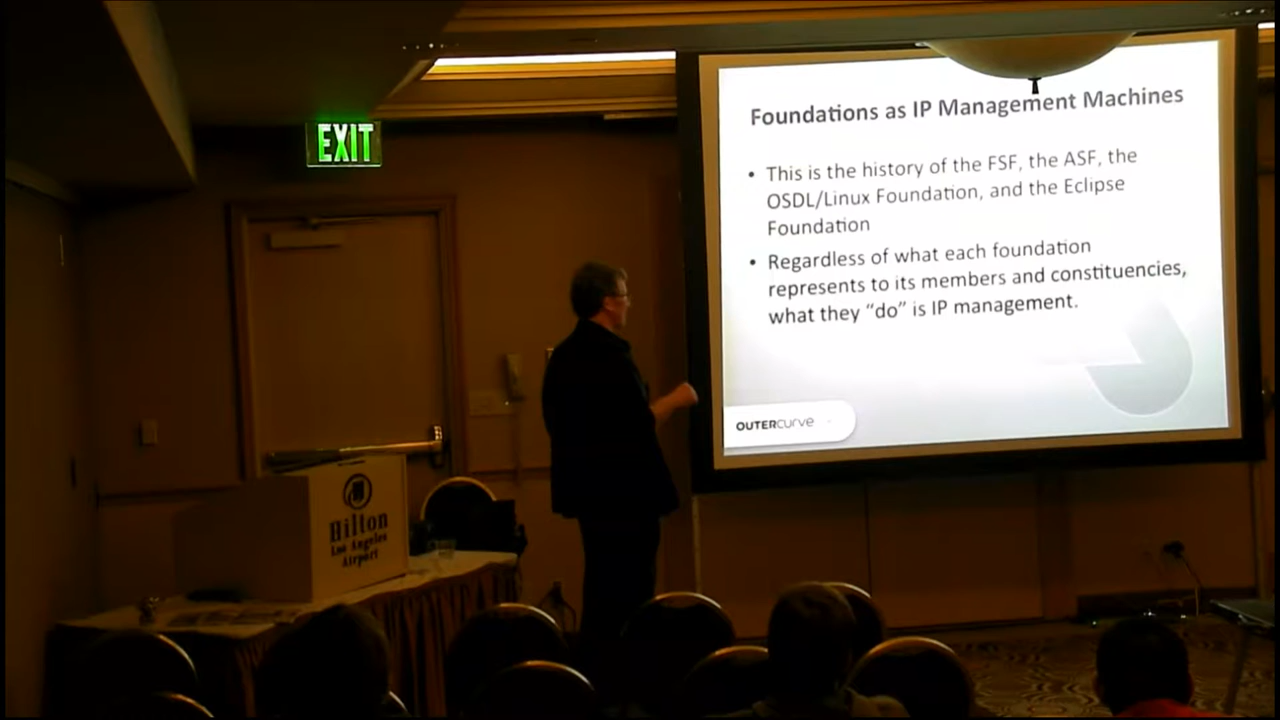 EXIT
Foundations as IP Management Machines
• This is the history of the FSF, the ASF, the
OSDL/Linux Foundation, and the Eclipse
Foundation
• Regardless of what each foundation
represents to its members and constituencies,
what they “do” is IP management.
OUTERcurve
Hilton
Los Angeles
Airport